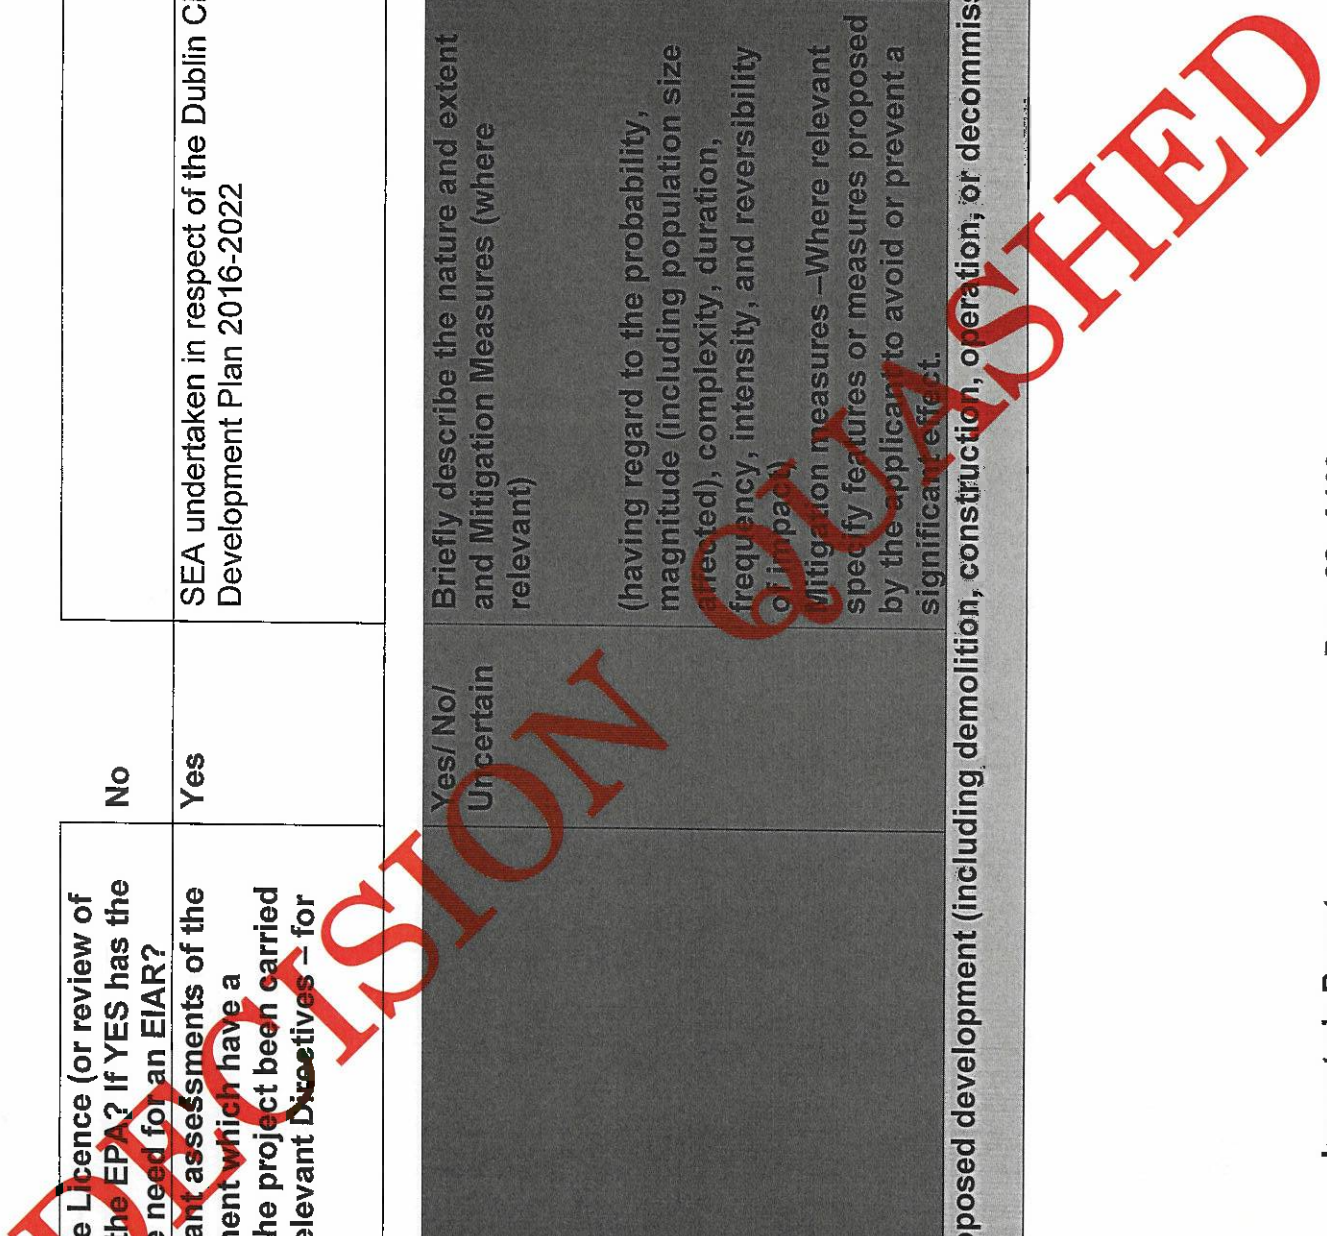 e Licence (or review of
the EPA? If YES has the
e need for an EIAR?
No
ant assessments of the
ment which have a
he project been carried
elevant Directives – for
Yes
SEA undertaken in respect of the Dublin Ci
Development Plan 2016-2022
Yes/ No/
Uncertain
Briefly describe the nature and extent
and Mitigation Measures (where
relevant)
(having regard to the probability,
magnitude (including population size
affected), complexity, duration,
frequency, intensity, and reversibility
of impact)
Mitigation measures –Where relevant
specify features or measures proposed
by the applicant to avoid or prevent a
significant effect.
posed development (including demolition, construction, operation, or decommiss
DECISION QUASHED